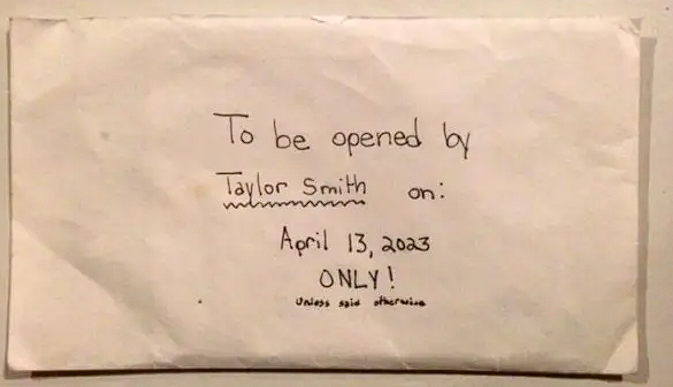 To be opened by
Taylor Smith on:
April 13, 2023
ONLY!
Unless said otherwise